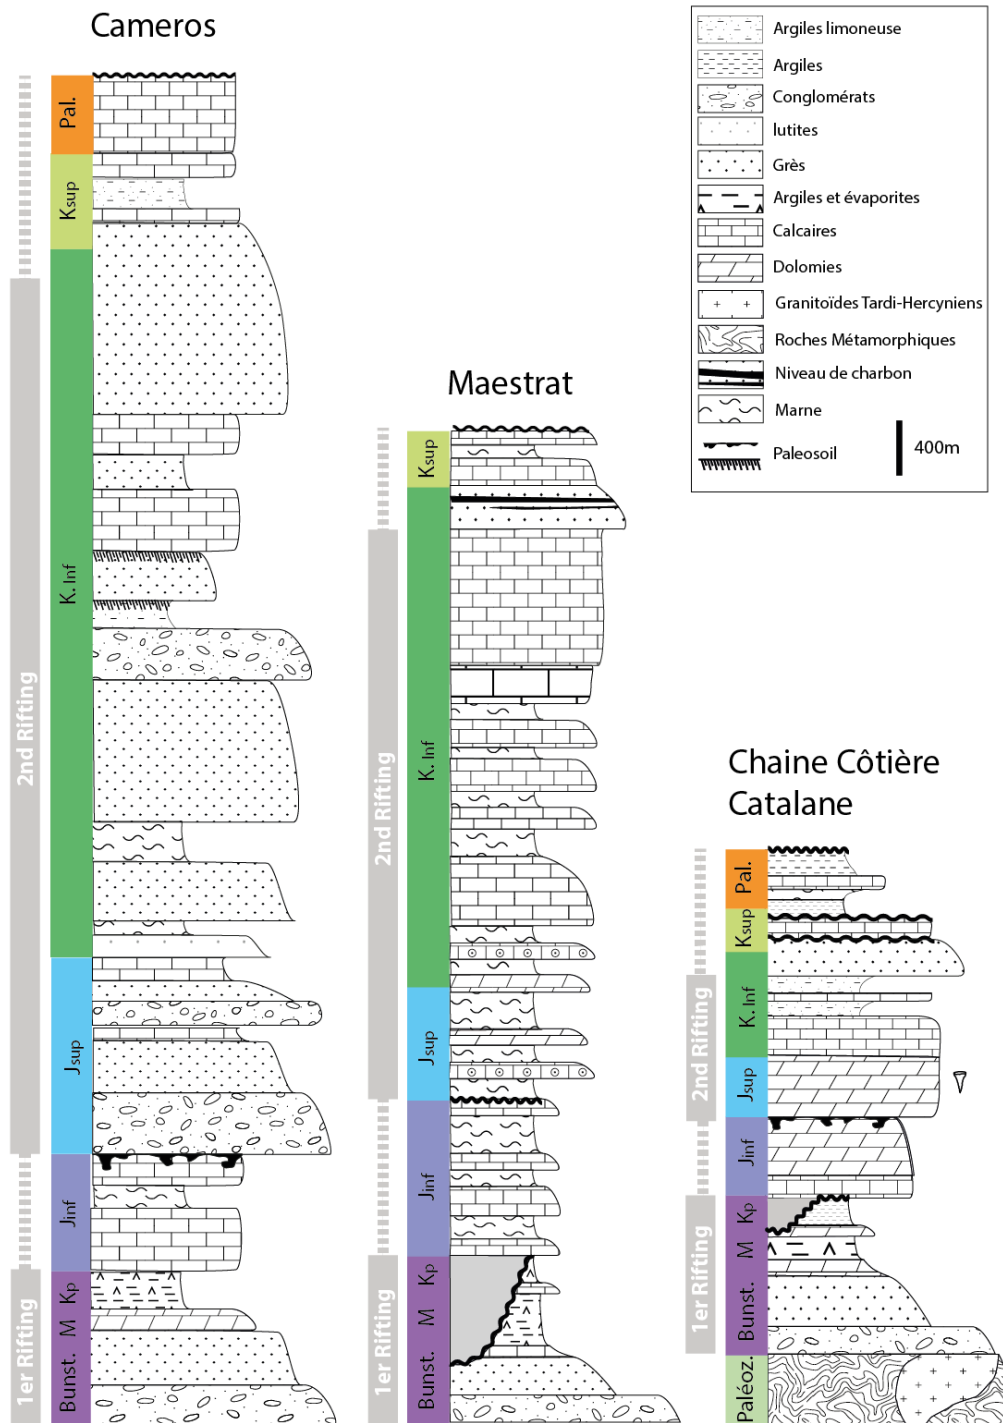 Cameros
Pal.
Ksup
K. Inf
Jsup
Jinf
Kp
M
Bunst.
2nd Rifting
1er Rifting
Maestrat
Ksup
K. Inf
Jsup
Jinf
Kp
M
Bunst.
2nd Rifting
1er Rifting
Chaine Côtière
Catalane
Pal.
Ksup
K. Inf
Jsup
Jinf
Kp
M
Bunst.
Paléoz.
2nd Rifting
1er Rifting
Argiles limoneuse
Argiles
Conglomérats
lutites
Grès
Argiles et évaporites
Calcaires
Dolomies
Granitoïdes Tardi-Hercyniens
Roches Métamorphiques
Niveau de charbon
Marne
Paleosoil
400m